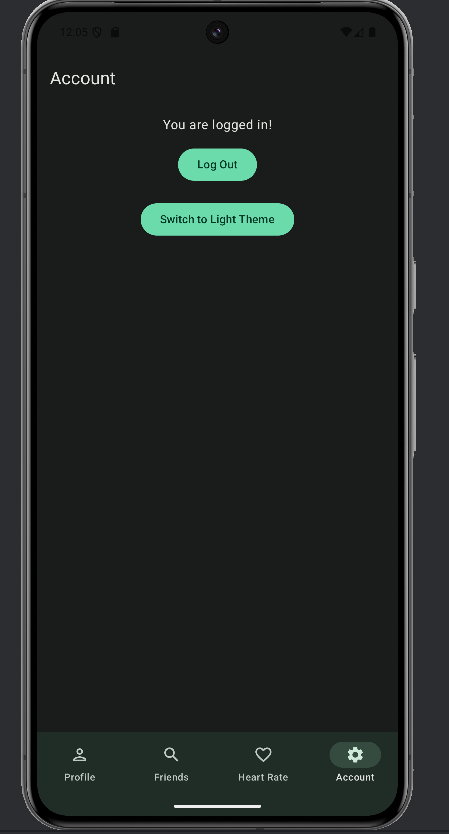 12:05
Account
You are logged in!
Log Out
Switch to Light Theme
Profile
Friends
Heart Rate
Account